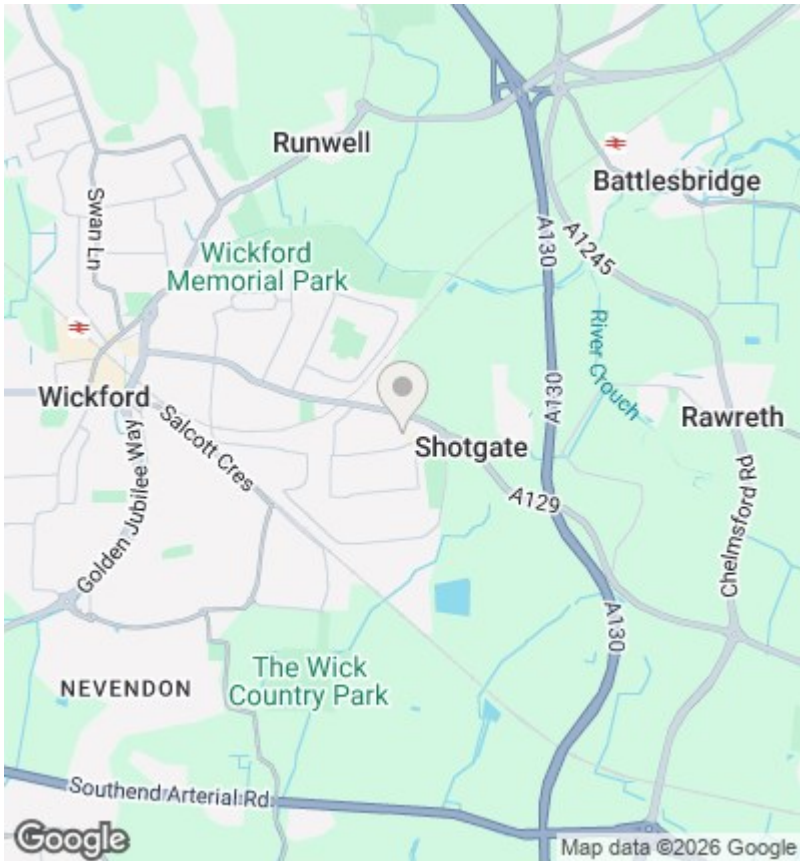 Runwell
Battlesbridge
Swan Ln
Wickford
Memorial Park
A130
A1245
River Crouch
Wickford
Salcott Cres
A130
Rawreth
Shotgate
Golden Jubilee Way
A129
Chelmsford Rd
A130
The Wick
Country Park
NEVENDON
Southend Arterial Rd
Google
Map data ©2026 Google